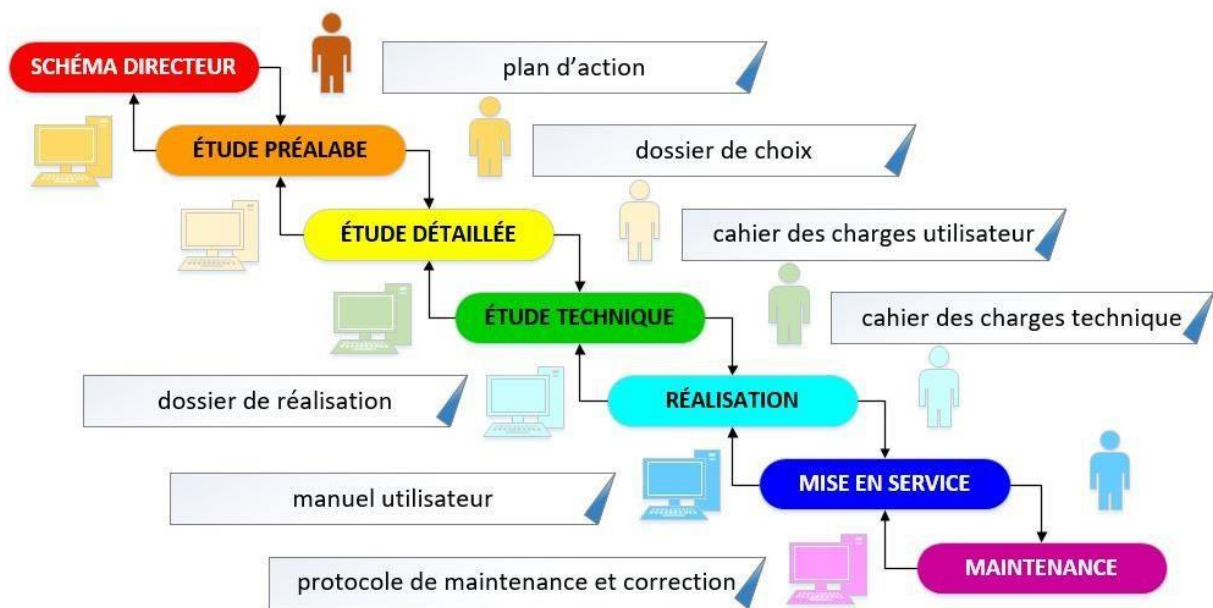 SCHÉMA DIRECTEUR
plan d’action
ÉTUDE PRÉALABE
dossier de choix
ÉTUDE DÉTAILLÉE
cahier des charges utilisateur
ÉTUDE TECHNIQUE
cahier des charges technique
dossier de réalisation
RÉALISATION
manuel utilisateur
MISE EN SERVICE
protocole de maintenance et correction
MAINTENANCE